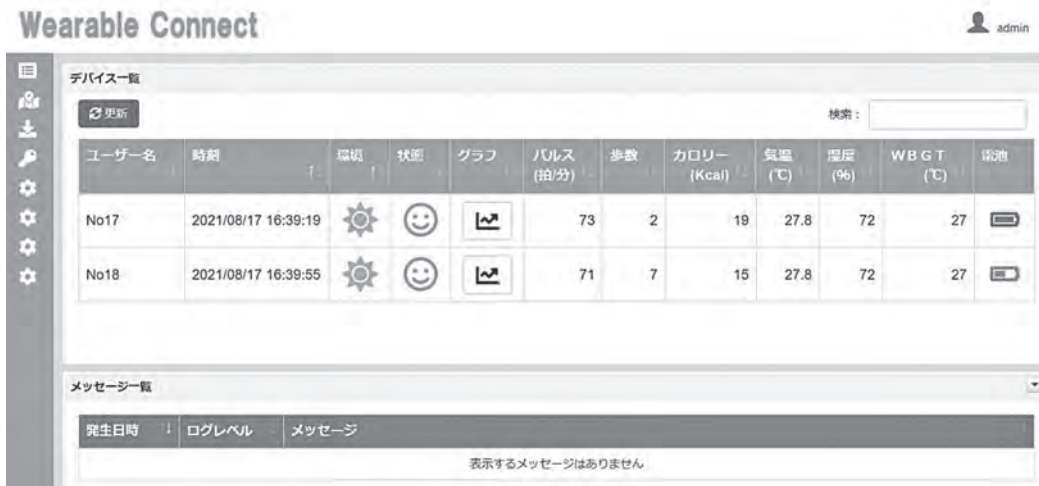 Wearable Connect
admin
デバイス一覧
更新
検索：
ユーザー名 時刻 環境 状態 グラフ パルス (拍/分) 歩数 カロリー (Kcal) 気温 (℃) 湿度 (%) WBGT (℃) 電池
No17 2021/08/17 16:39:19 73 2 19 27.8 72 27
No18 2021/08/17 16:39:55 71 7 15 27.8 72 27
メッセージ一覧
発生日時 ログレベル メッセージ
表示するメッセージはありません